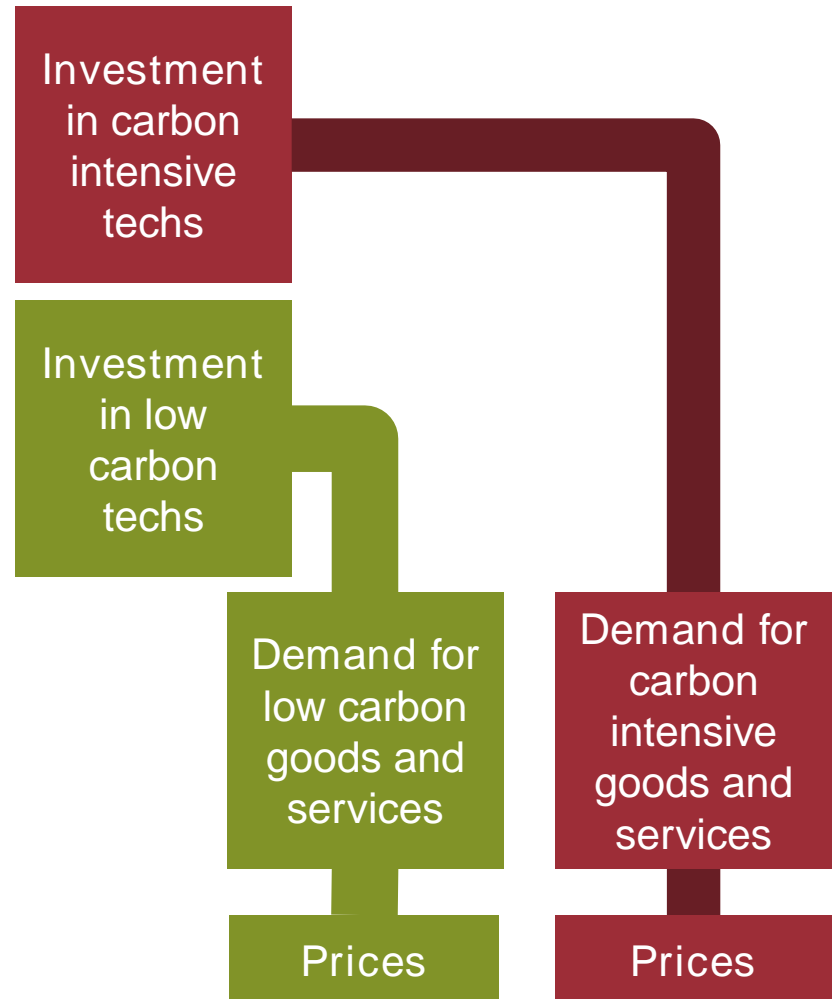 Investment
in carbon
intensive
techs
Investment
in low
carbon
techs
Demand for
low carbon
goods and
services
Demand for
carbon
intensive
goods and
services
Prices
Prices